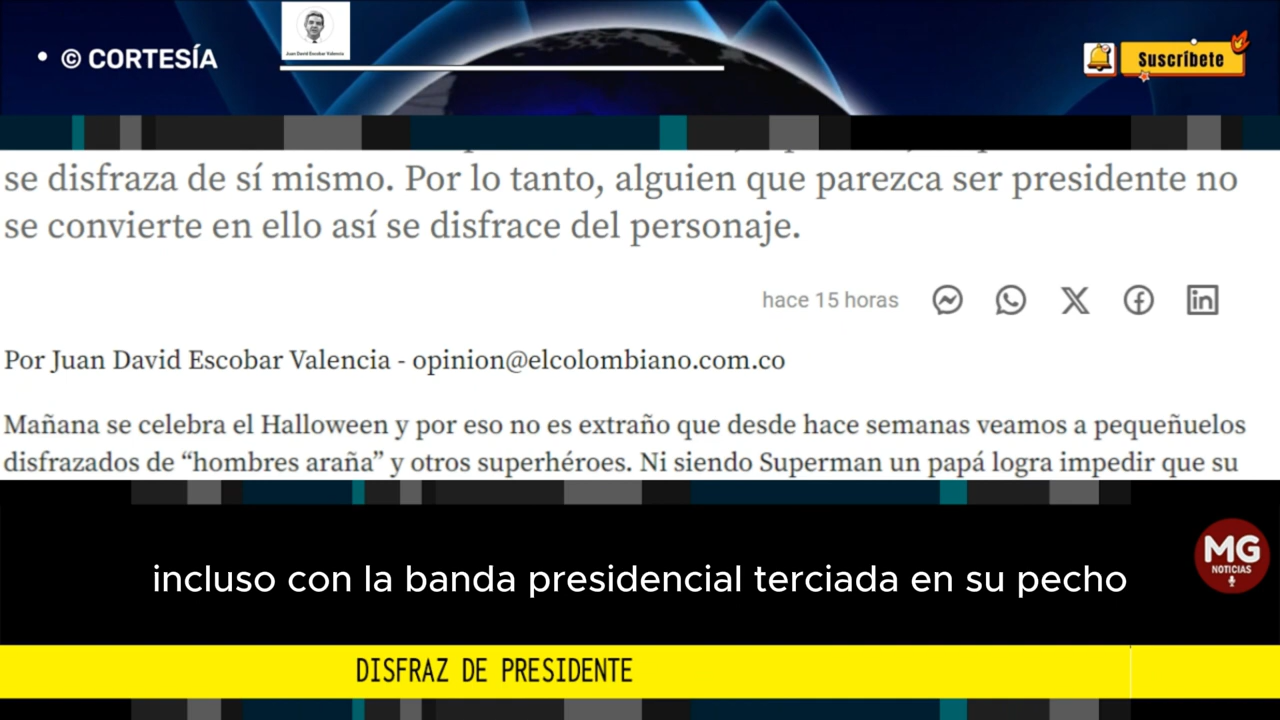 • © CORTESÍA
Juan David Escobar Valencia
Suscríbete
se disfraza de sí mismo. Por lo tanto, alguien que parezca ser presidente no
se convierte en ello así se disfrace del personaje.
hace 15 horas
Por Juan David Escobar Valencia - opinion@elcolombiano.com.co
Mañana se celebra el Halloween y por eso no es extraño que desde hace semanas veamos a pequeñuelos
disfrazados de “hombres araña” y otros superhéroes. Ni siendo Superman un papá logra impedir que su
incluso con la banda presidencial terciada en su pecho
MG
NOTICIAS
DISFRAZ DE PRESIDENTE